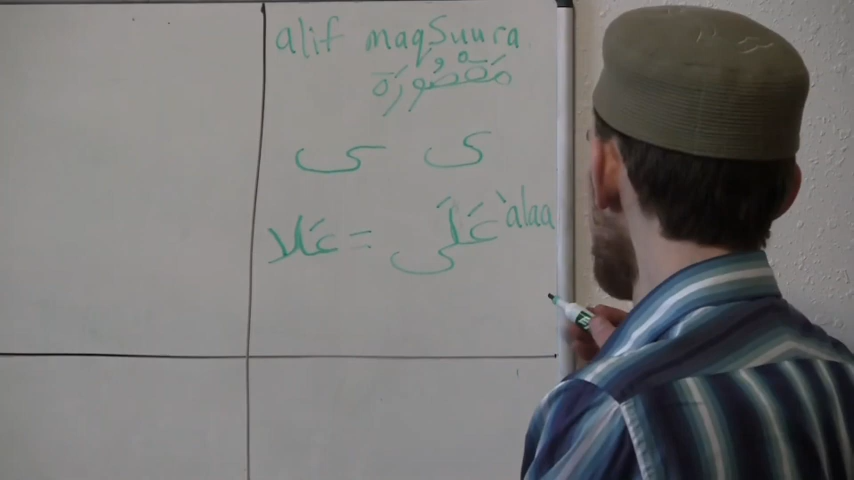 alif maqSuura
مَقْصُورَة
ى ى
عَلَى `alaa = عَلا